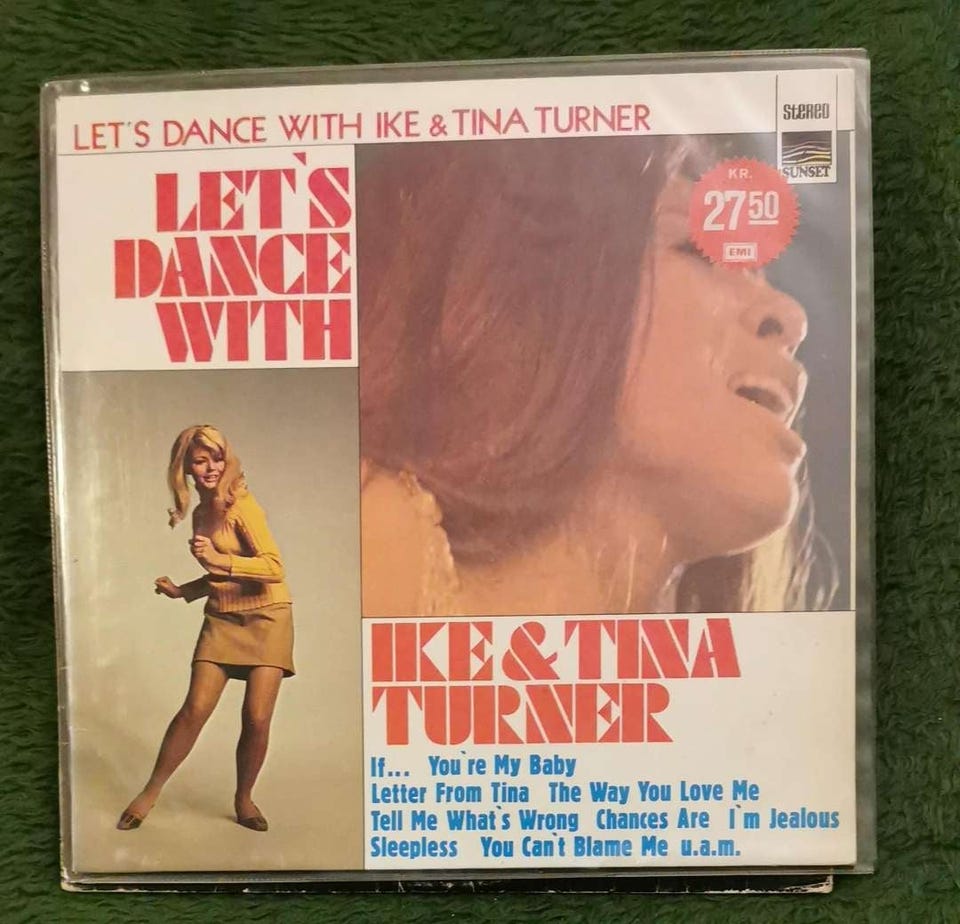 LET'S DANCE WITH IKE & TINA TURNER
Stereo
SUNSET
KR.
27 50
EMI
LET'S
DANCE
WITH
IKE & TINA
TURNER
If... You're My Baby
Letter From Tina The Way You Love Me
Tell Me What's Wrong Chances Are I'm Jealous
Sleepless You Can't Blame Me u.a.m.